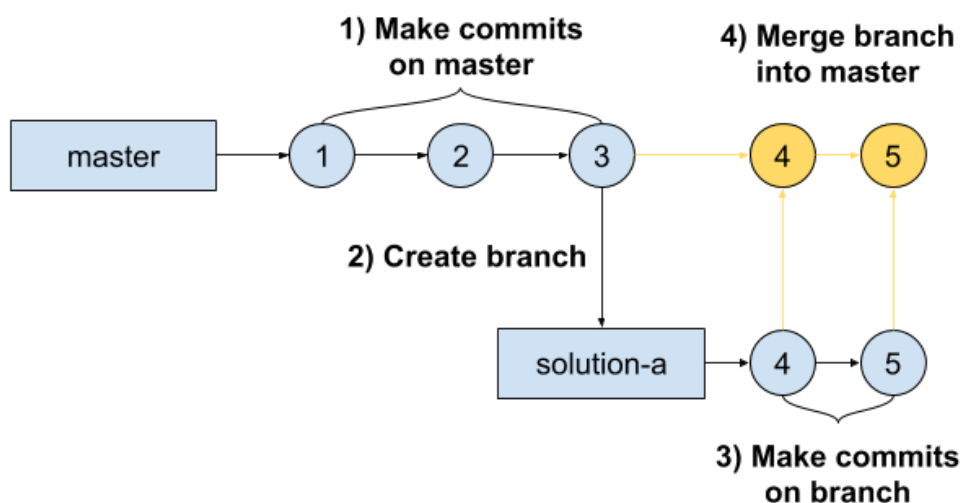 1) Make commits
on master
4) Merge branch
into master
master
1
2
3
4
5
2) Create branch
solution-a
4
5
3) Make commits
on branch